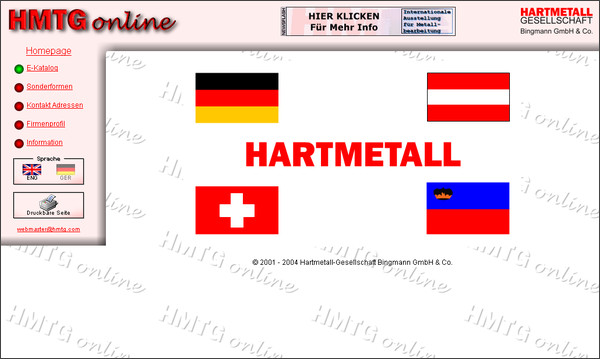 HMTG online
NEWSFLASH
HIER KLICKEN
Für Mehr Info
Internationale
Ausstellung
für Metall-
bearbeitung
HARTMETALL
GESELLSCHAFT
Bingmann GmbH & Co.
Homepage
E-Katalog
Sonderformen
Kontakt Adressen
Firmenprofil
Information
Sprache
ENG GER
Druckbare Seite
webmaster@hmtg.com
HARTMETALL
© 2001 - 2004 Hartmetall-Gesellschaft Bingmann GmbH & Co.
HMTG online
HMTG online
HMTG online
HMTG online
HMTG online
HMTG online
HMTG online
HMTG online